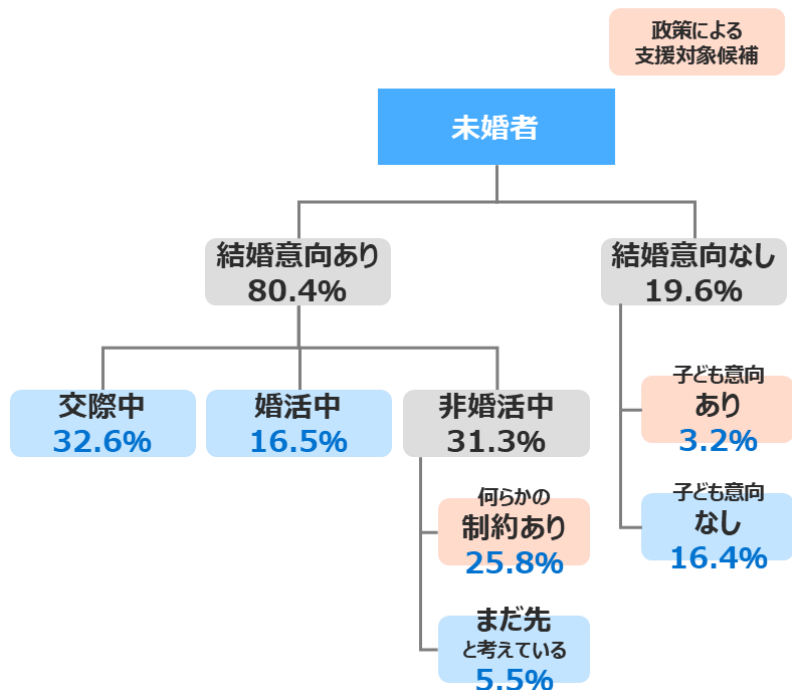 政策による
支援対象候補
未婚者
結婚意向あり
80.4%
結婚意向なし
19.6%
交際中
32.6%
婚活中
16.5%
非婚活中
31.3%
何らかの
制約あり
25.8%
まだ先
と考えている
5.5%
子ども意向
あり
3.2%
子ども意向
なし
16.4%